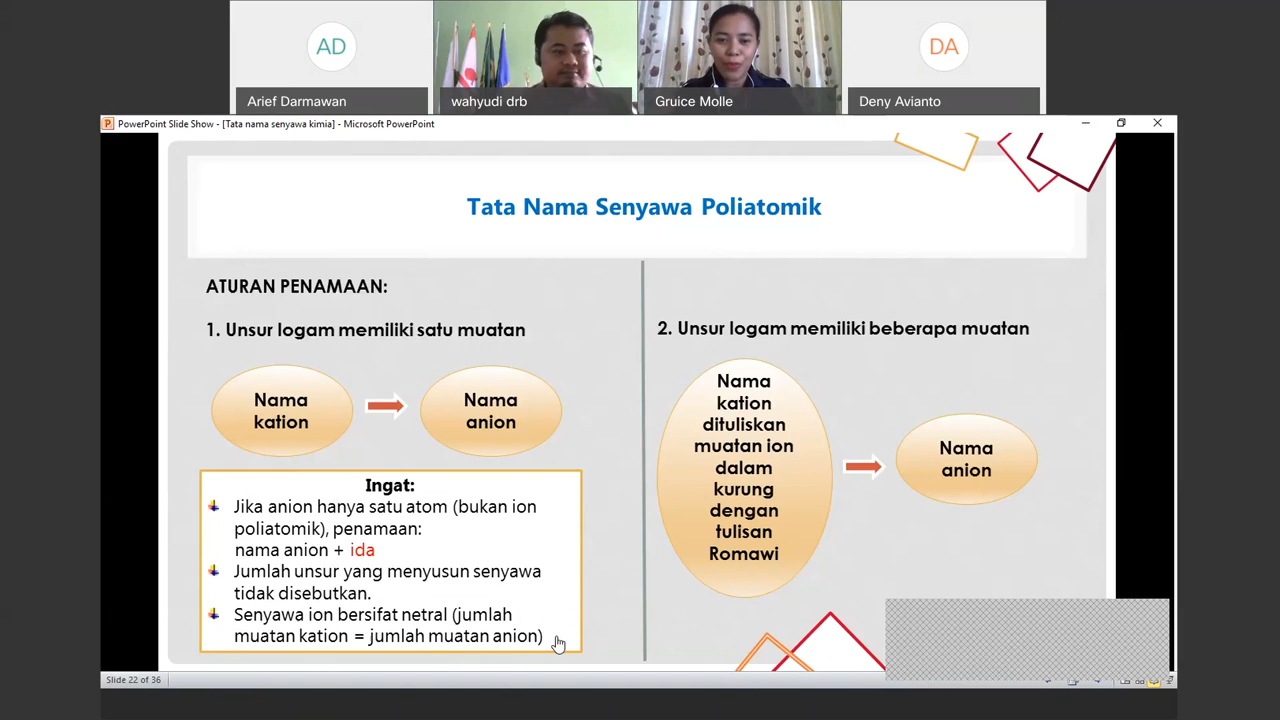 AD
DA
Arief Darmawan
wahyudi drb
Gruice Molle
Deny Avianto
PowerPoint Slide Show - [Tata nama senyawa kimia] - Microsoft PowerPoint
Tata Nama Senyawa Poliatomik
ATURAN PENAMAAN:
1. Unsur logam memiliki satu muatan
Nama
kation
Nama
anion
Ingat:
Jika anion hanya satu atom (bukan ion
poliatomik), penamaan:
nama anion + ida
Jumlah unsur yang menyusun senyawa
tidak disebutkan.
Senyawa ion bersifat netral (jumlah
muatan kation = jumlah muatan anion)
2. Unsur logam memiliki beberapa muatan
Nama
kation
dituliskan
muatan ion
dalam
kurung
dengan
tulisan
Romawi
Nama
anion
Slide 22 of 36